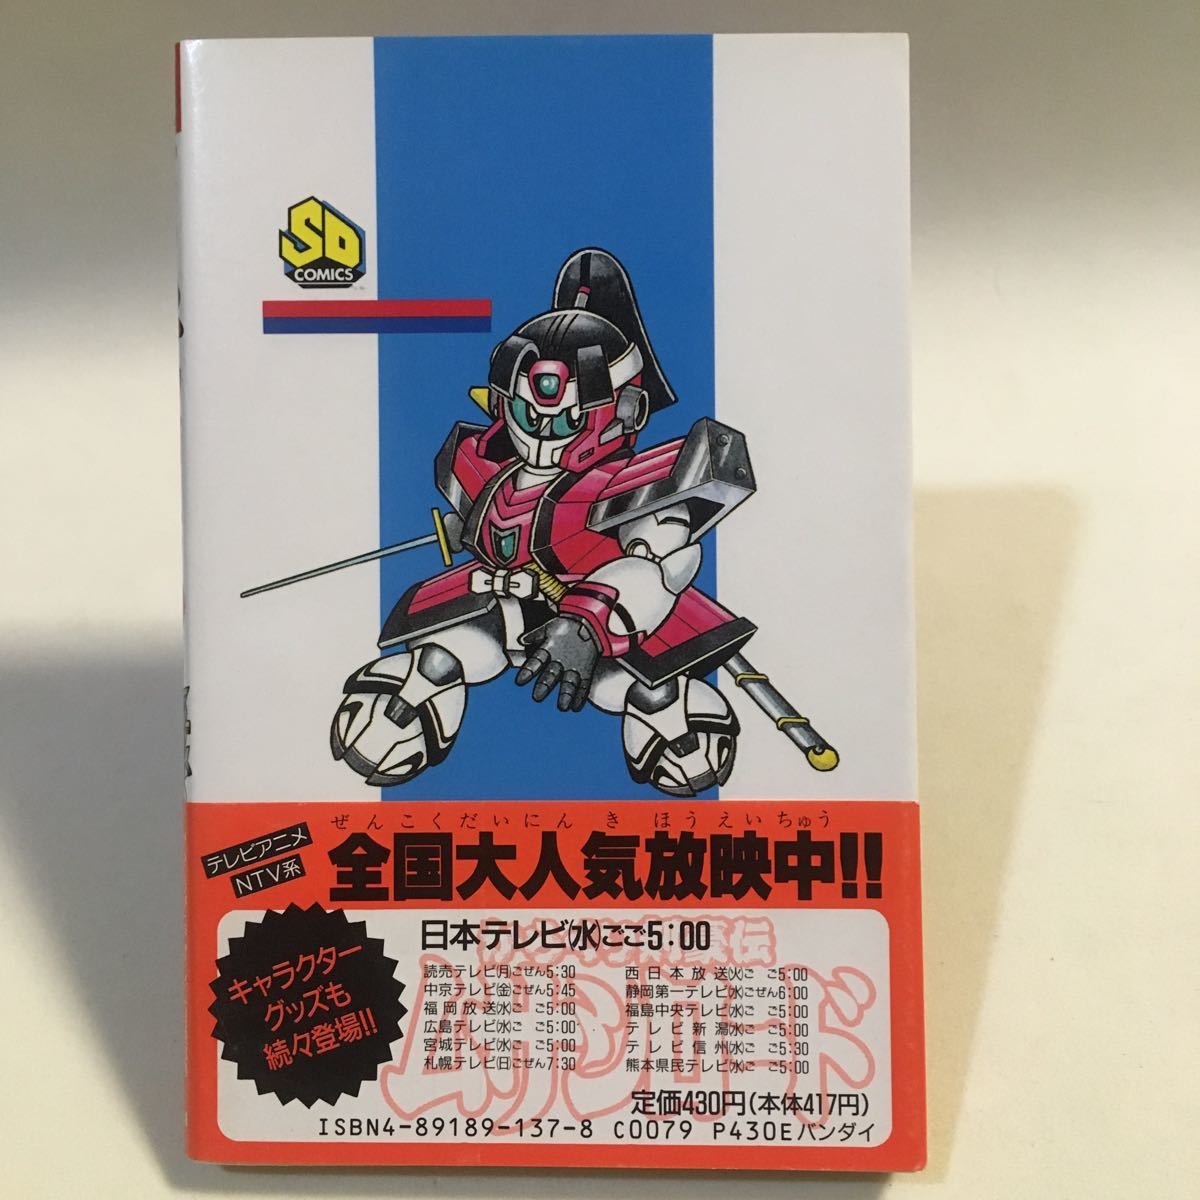 SD
COMICS
ぜんこくだいにんきほうえいちゅう
テレビアニメ
NTV系
全国大人気放映中!!
キャラクター
グッズも
続々登場!!
日本テレビ(水)ごご5:00
読売テレビ(月)ごぜん5:30
中京テレビ(金)ごぜん5:45
福岡放送(水)ごご5:00
広島テレビ(水)ごご5:00
宮城テレビ(水)ごご5:00
札幌テレビ(日)ごぜん7:30
西日本放送(火)ごご5:00
静岡第一テレビ(水)ごぜん6:00
福島中央テレビ(水)ごご5:00
テレビ新潟(水)ごご5:00
テレビ信州(水)ごご5:30
熊本県民テレビ(水)ごご5:00
ムサシロード
定価430円(本体417円)
ISBN4-89189-137-8 C0079 P430E バンダイ